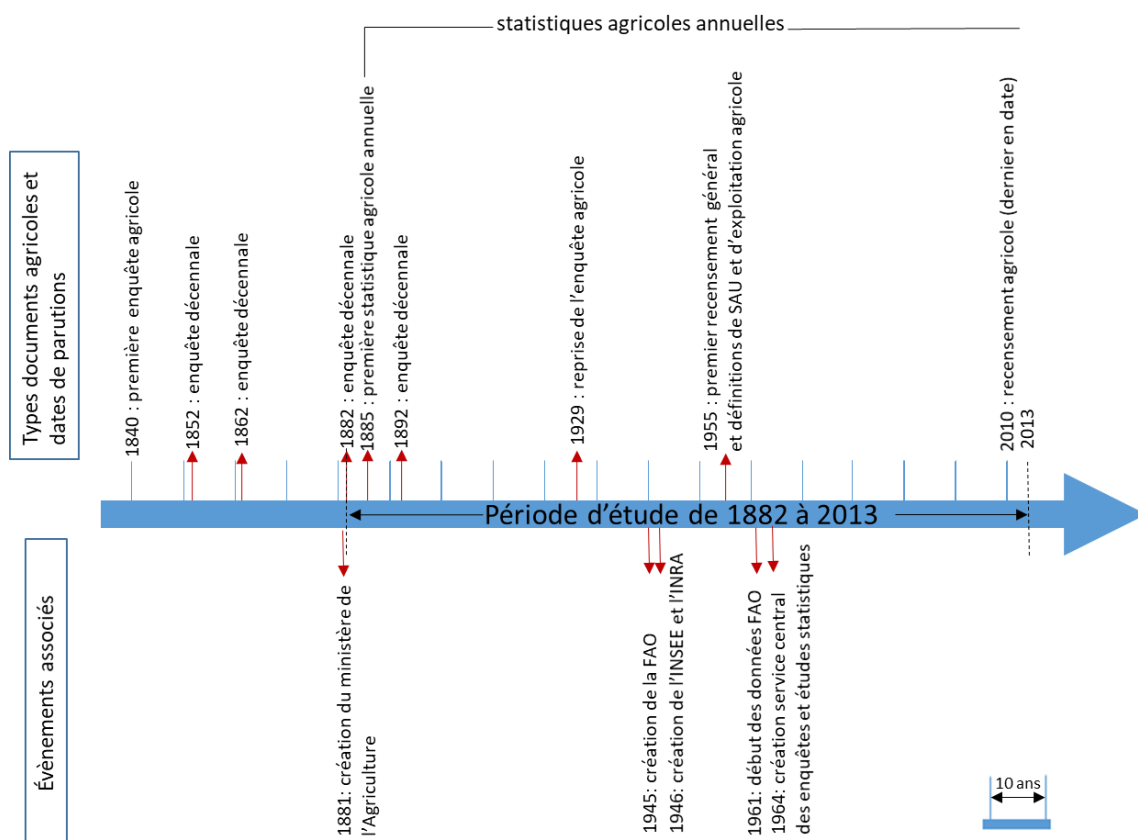 statistiques agricoles annuelles
Types documents agricoles et
dates de parutions
1840 : première enquête agricole
1852 : enquête décennale
1862 : enquête décennale
1882 : enquête décennale
1885 : première statistique agricole annuelle
1892 : enquête décennale
1929 : reprise de l'enquête agricole
1955 : premier recensement général
et définitions de SAU et d'exploitation agricole
2010 : recensement agricole (dernier en date)
2013
Période d'étude de 1882 à 2013
Évènements associés
1881: création du ministère de
l'Agriculture
1945: création de la FAO
1946: création de l'INSEE et l'INRA
1961: début des données FAO
1964: création service central
des enquêtes et études statistiques
10 ans